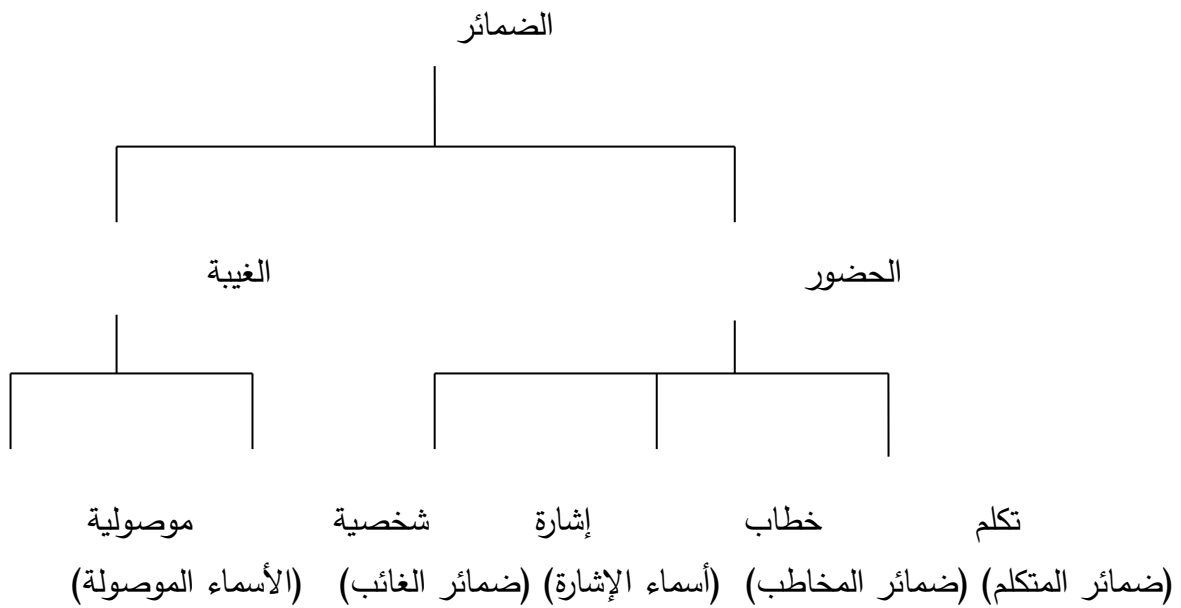 الضمائر
الحضور الغيبة
تكلم خطاب إشارة شخصية موصولية
(ضمائر المتكلم) (ضمائر المخاطب) (أسماء الإشارة) (ضمائر الغائب) (الأسماء الموصولة)